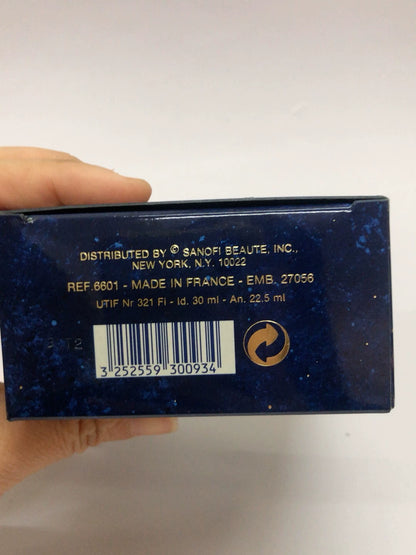 DISTRIBUTED BY © SANOFI BEAUTE, INC.,
NEW YORK, N.Y. 10022
REF.6601 - MADE IN FRANCE - EMB. 27056
UTIF Nr 321 Fi - Id. 30 ml - An. 22.5 ml
3 252559 300934